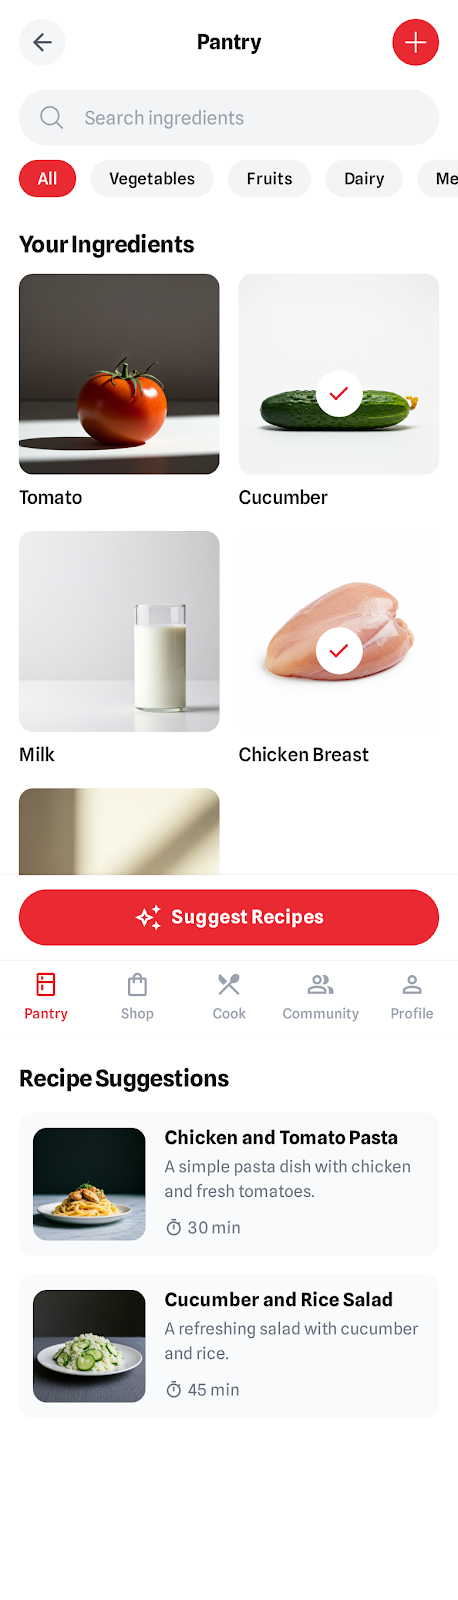 Pantry
Search ingredients
All
Vegetables
Fruits
Dairy
Me
Your Ingredients
Tomato
Cucumber
Milk
Chicken Breast
Suggest Recipes
Pantry
Shop
Cook
Community
Profile
Recipe Suggestions
Chicken and Tomato Pasta
A simple pasta dish with chicken
and fresh tomatoes.
30 min
Cucumber and Rice Salad
A refreshing salad with cucumber
and rice.
45 min